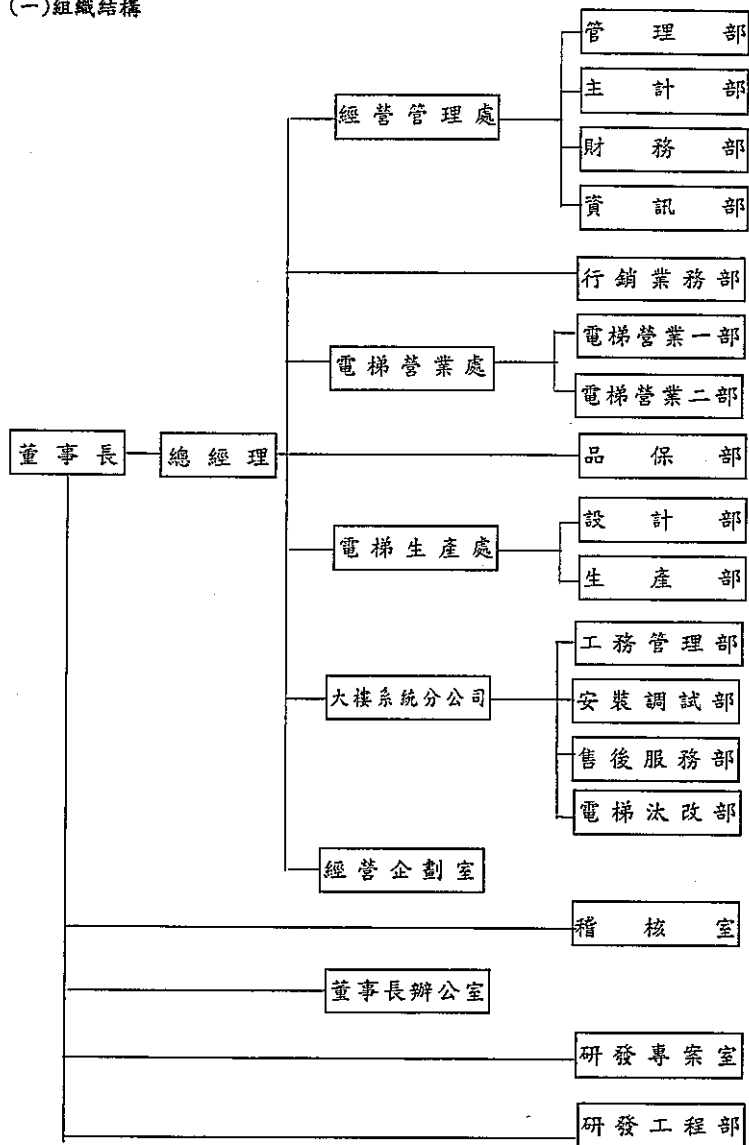 (一)組織結構
管理部
主計部
經營管理處
財務部
資訊部
行銷業務部
電梯營業一部
電梯營業處
電梯營業二部
董事長
總經理
品保部
設計部
電梯生產處
生產部
工務管理部
大樓系統分公司
安裝調試部
售後服務部
電梯汰改部
經營企劃室
稽核室
董事長辦公室
研發專案室
研發工程部